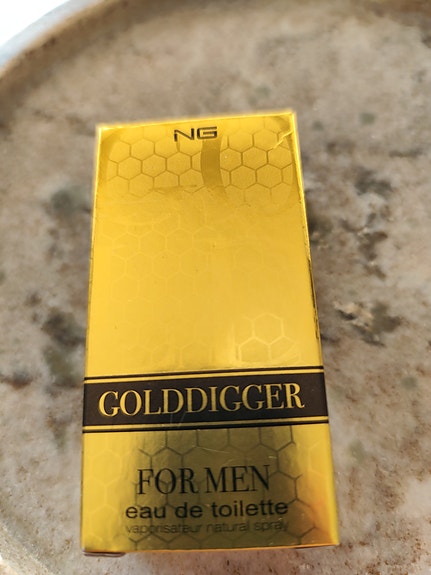 NG
GOLDDIGGER
FOR MEN
eau de toilette
vaporisateur natural spray